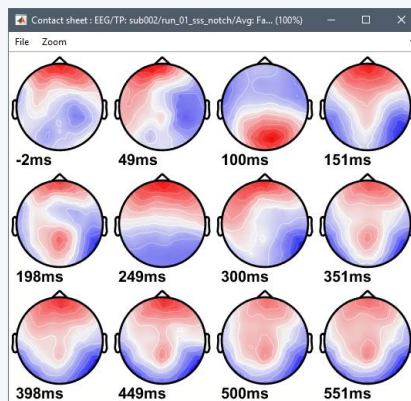 Contact sheet : EEG/TP: sub002/run_01_sss_notch/Avg: Fa... (100%)
File Zoom
-2ms 49ms 100ms 151ms
198ms 249ms 300ms 351ms
398ms 449ms 500ms 551ms